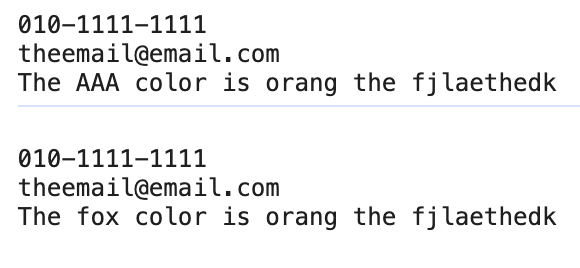 010-1111-1111
theemail@email.com
The AAA color is orang the fjlaethedk
010-1111-1111
theemail@email.com
The fox color is orang the fjlaethedk